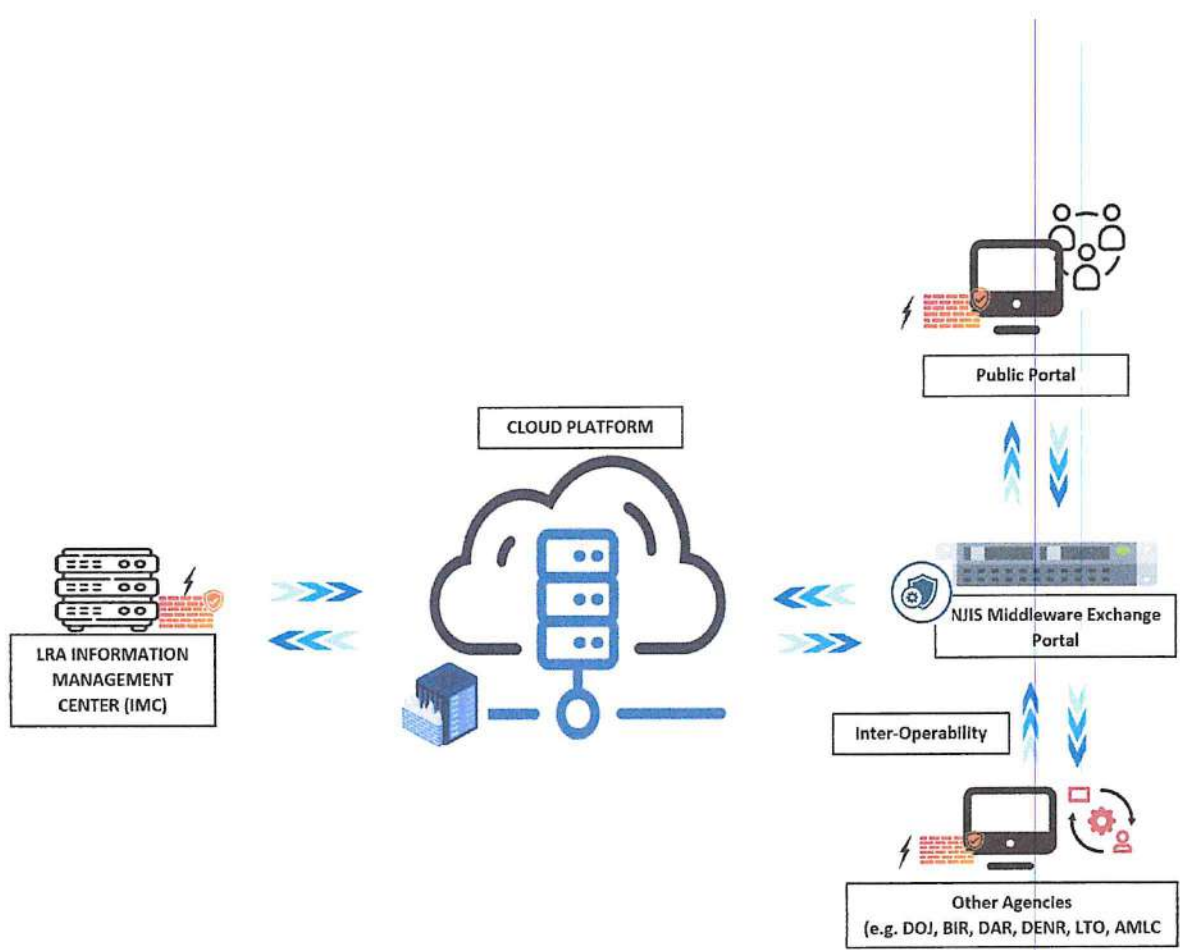 Public Portal
CLOUD PLATFORM
NJIS Middleware Exchange
Portal
LRA INFORMATION
MANAGEMENT
CENTER (IMC)
Inter-Operability
Other Agencies
(e.g. DOJ, BIR, DAR, DENR, LTO, AMLC